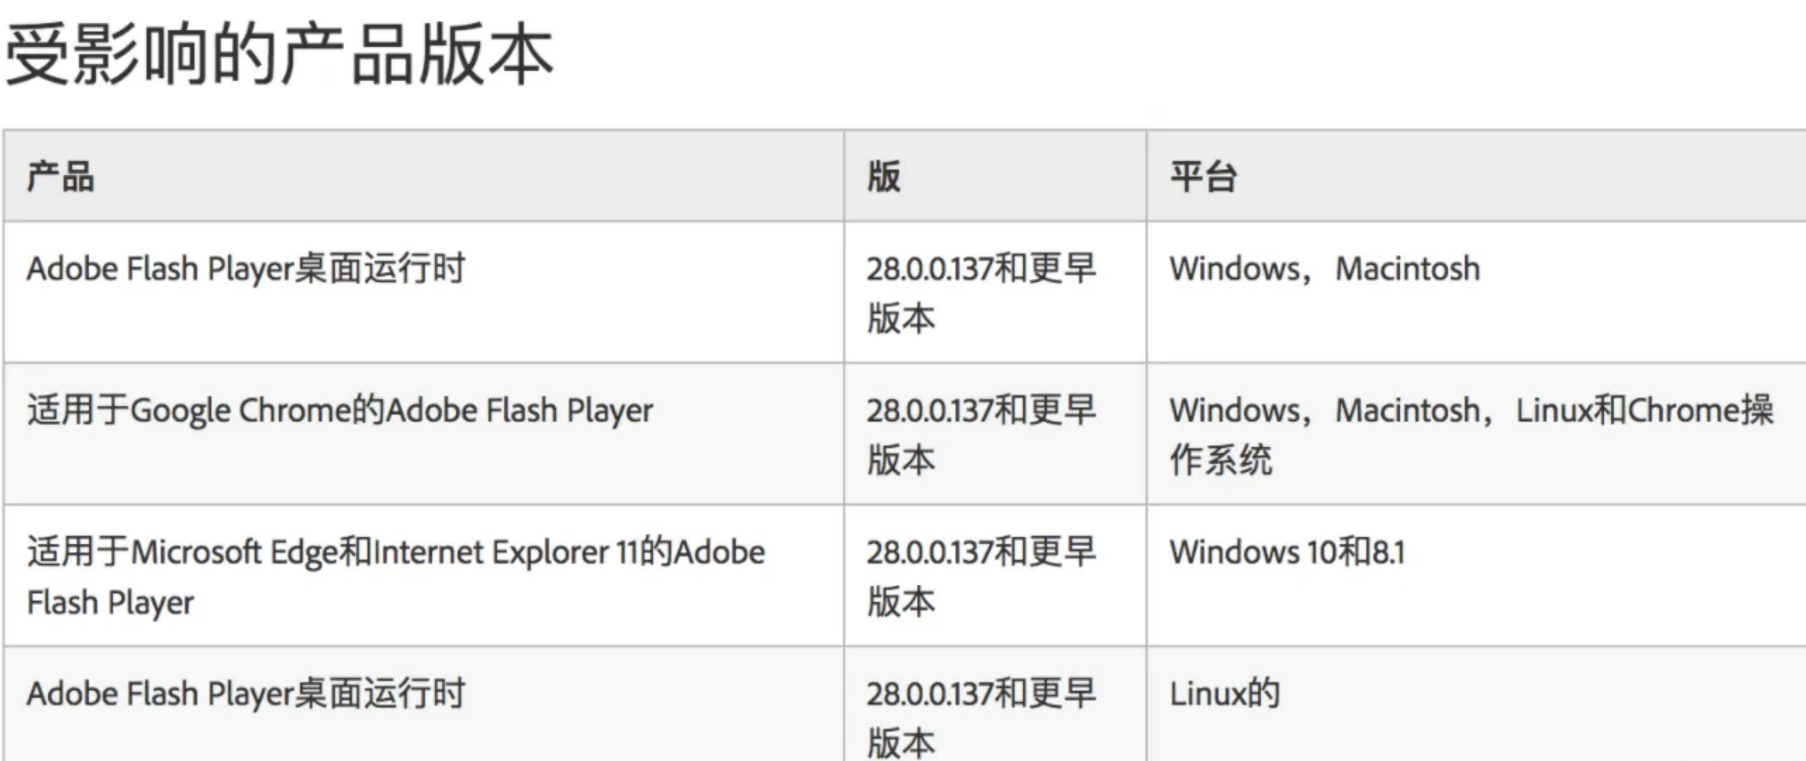 受影响的产品版本
产品 版 平台
Adobe Flash Player桌面运行时 28.0.0.137和更早 Windows， Macintosh
版本
适用于Google Chrome的Adobe Flash Player 28.0.0.137和更早 Windows， Macintosh， Linux和Chrome操
版本 作系统
适用于Microsoft Edge和Internet Explorer 11的Adobe 28.0.0.137和更早 Windows 10和8.1
Flash Player 版本
Adobe Flash Player桌面运行时 28.0.0.137和更早 Linux的
版本